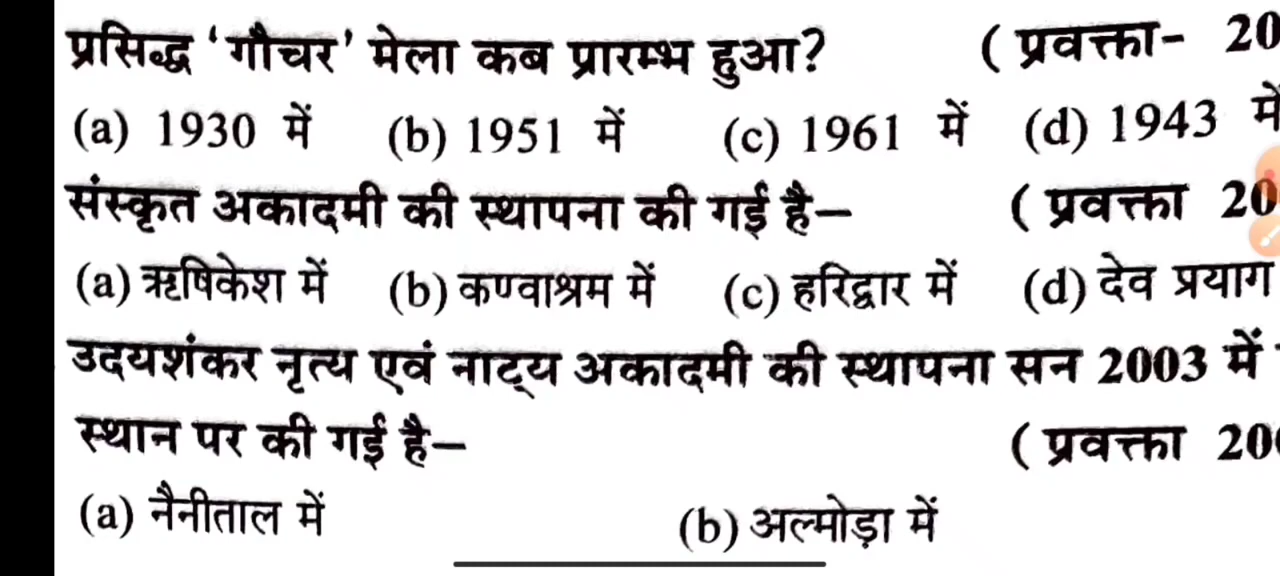 प्रसिद्ध ‘गौचर’ मेला कब प्रारम्भ हुआ? ( प्रवक्ता- 20
(a) 1930 में (b) 1951 में (c) 1961 में (d) 1943 में
संस्कृत अकादमी की स्थापना की गई है– ( प्रवक्ता 20
(a) ऋषिकेश में (b) कण्वाश्रम में (c) हरिद्वार में (d) देव प्रयाग
उदयशंकर नृत्य एवं नाट्य अकादमी की स्थापना सन 2003 में
स्थान पर की गई है– ( प्रवक्ता 20
(a) नैनीताल में (b) अल्मोड़ा में